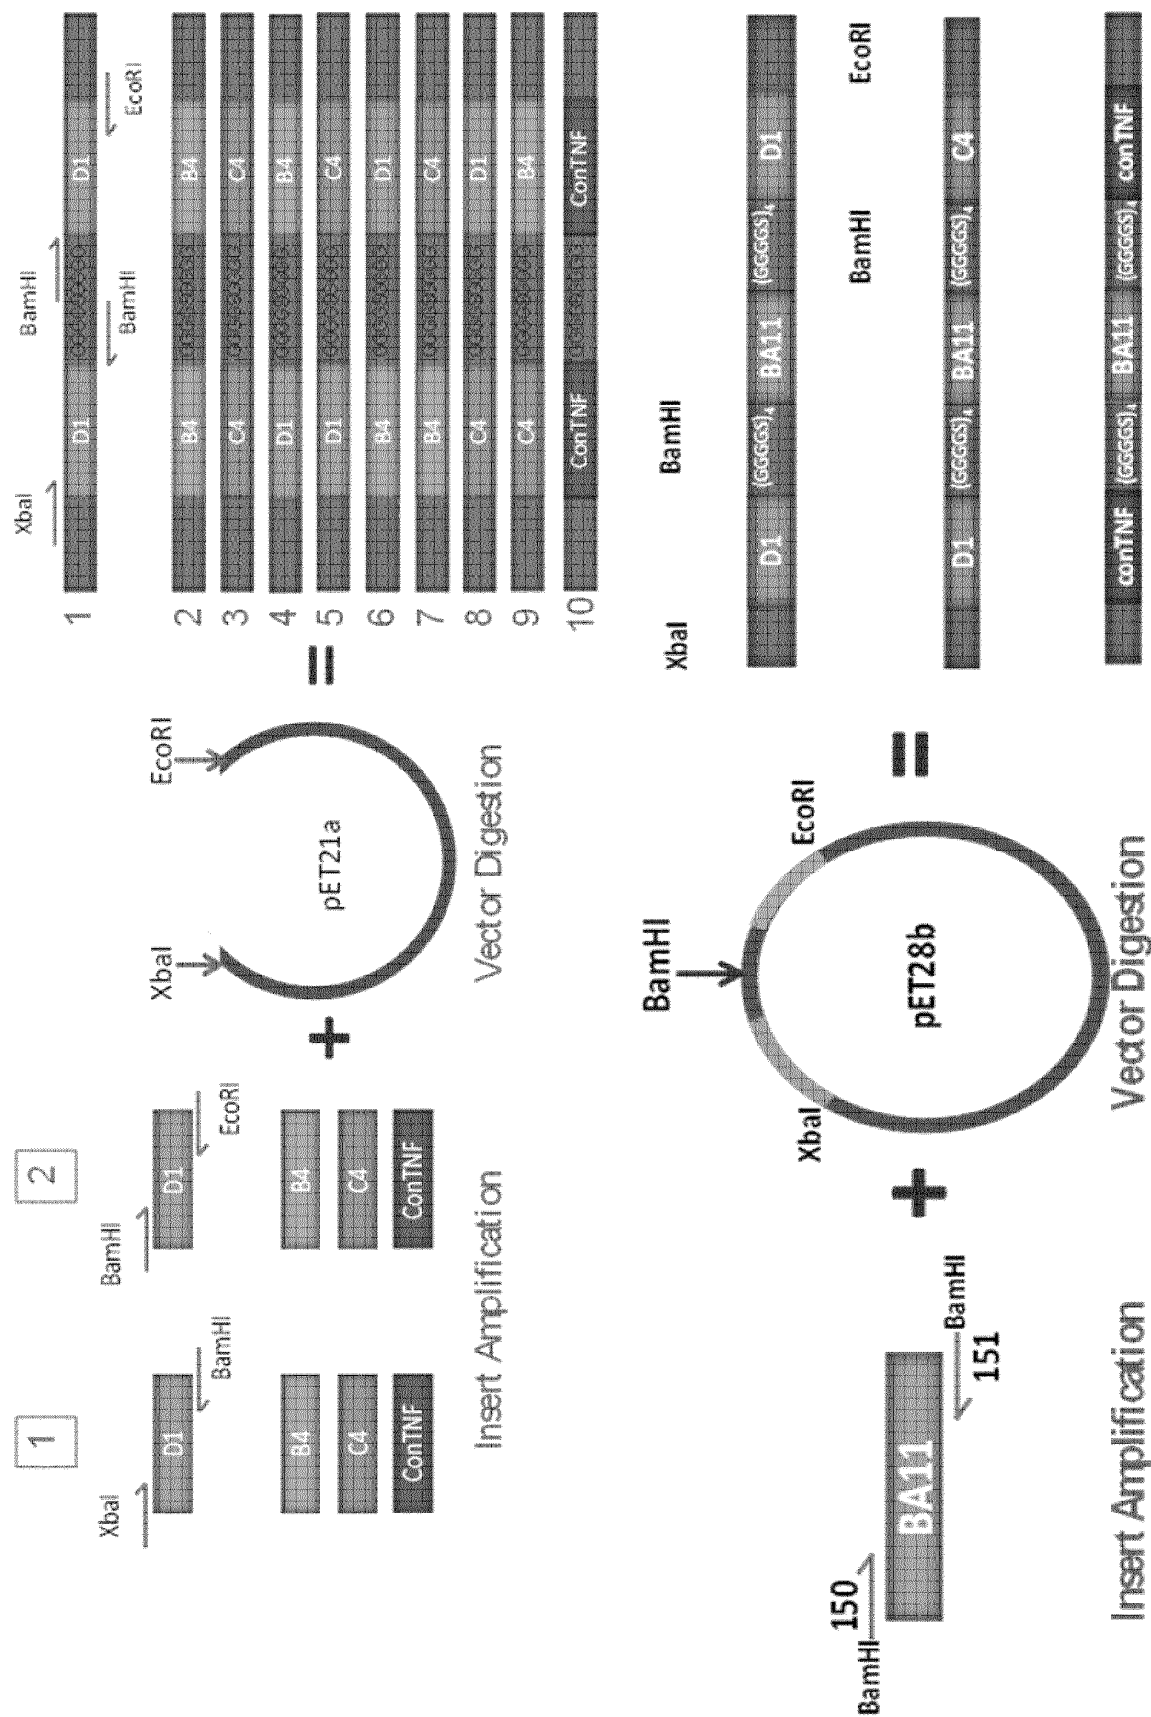 1
2
XbaI
BamHI
D1
BamHI
D1
EcoRI
B4
B4
C4
C4
ConTNF
ConTNF
Insert Amplification
+
XbaI
EcoRI
pET21a
Vector Digestion
=
XbaI
BamHI
1
D1
D1
BamHI
EcoRI
2
B4
B4
3
C4
C4
4
D1
B4
5
D1
C4
6
B4
D1
7
B4
C4
8
C4
D1
9
C4
B4
10
ConTNF
ConTNF
150
BamHI
BA11
BamHI
151
Insert Amplification
+
BamHI
XbaI
EcoRI
pET28b
Vector Digestion
=
XbaI
BamHI
BamHI
EcoRI
D1 (GGGGS)4 BA11 (GGGGS)4 D1
D1 (GGGGS)4 BA11 (GGGGS)4 C4
conTNF (GGGGS)4 BA11 (GGGGS)4 conTNF